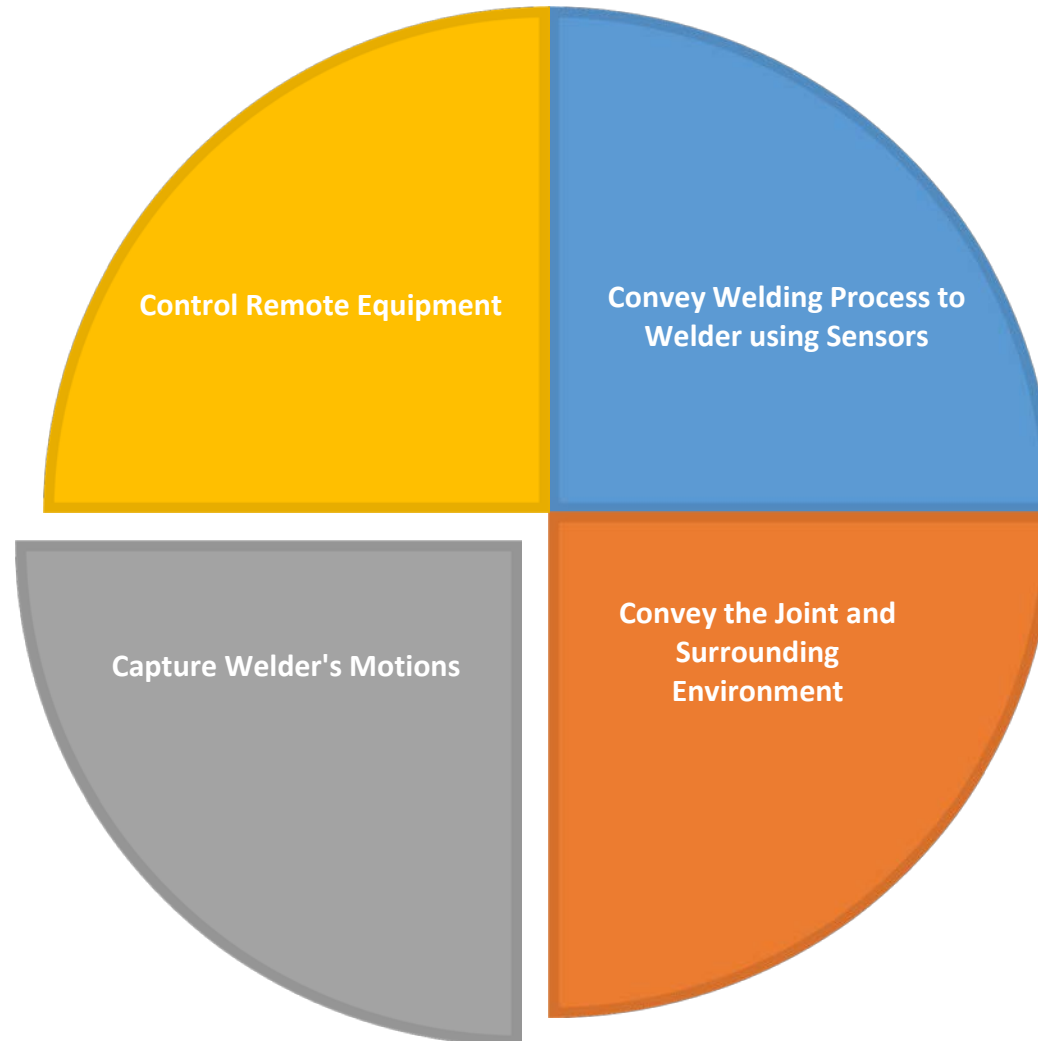 Control Remote Equipment
Convey Welding Process to
Welder using Sensors
Capture Welder's Motions
Convey the Joint and
Surrounding
Environment